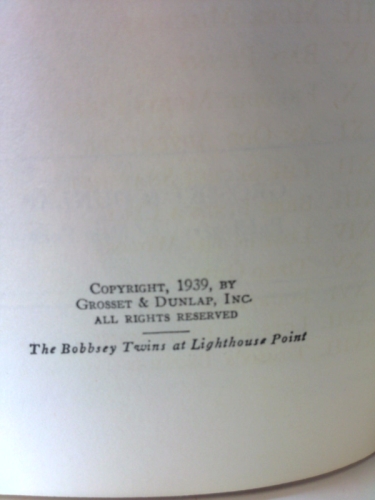 COPYRIGHT, 1939, BY
GROSSET & DUNLAP, INC.
ALL RIGHTS RESERVED
The Bobbsey Twins at Lighthouse Point